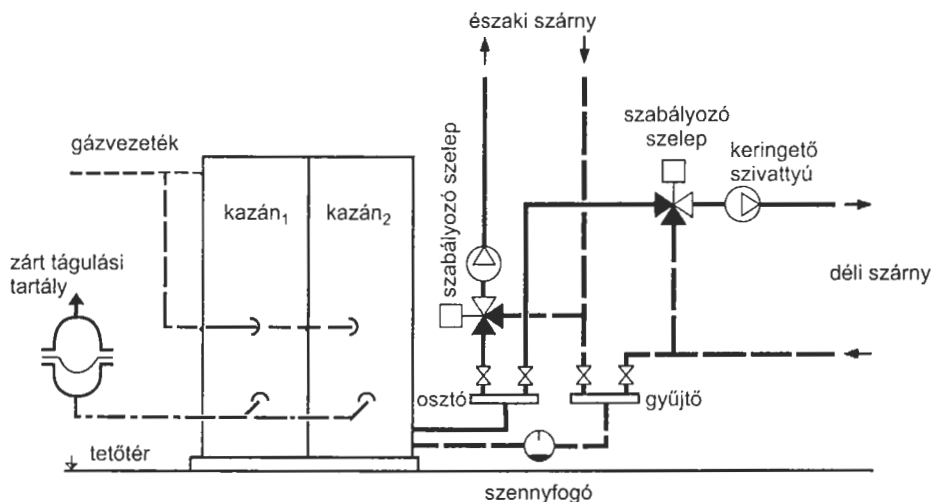 északi szárny
szabályozó
szelep
keringető
szivattyú
gázvezeték
kazán1
kazán2
szabályozó szelep
zárt tágulási
tartály
déli szárny
osztó
gyűjtő
tetőtér
szennyfogó